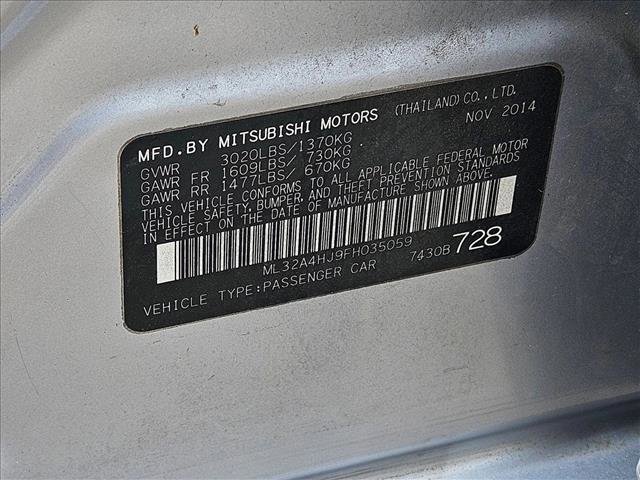 MFD.BY MITSUBISHI MOTORS (THAILAND)CO.,LTD.
NOV 2014
GVWR 3020LBS/1370KG
GAWR FR 1609LBS/ 730KG
GAWR RR 1477LBS/ 670KG
THIS VEHICLE CONFORMS TO ALL APPLICABLE FEDERAL MOTOR
VEHICLE SAFETY,BUMPER, AND THEFT PREVENTION STANDARDS
IN EFFECT ON THE DATE OF MANUFACTURE SHOWN ABOVE.
ML32A4HJ9FH035059
VEHICLE TYPE:PASSENGER CAR 7430B 728